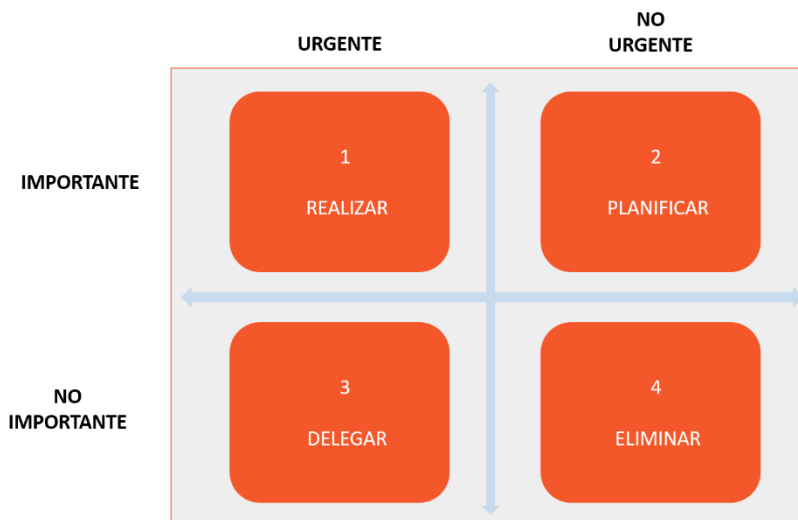 URGENTE
NO
URGENTE
IMPORTANTE
1
REALIZAR
2
PLANIFICAR
NO
IMPORTANTE
3
DELEGAR
4
ELIMINAR